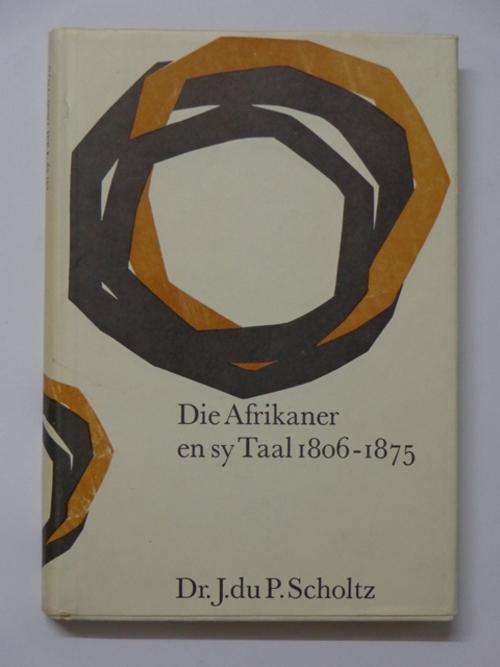 Die Afrikaner
en sy Taal 1806-1875
Dr. J. du P. Scholtz